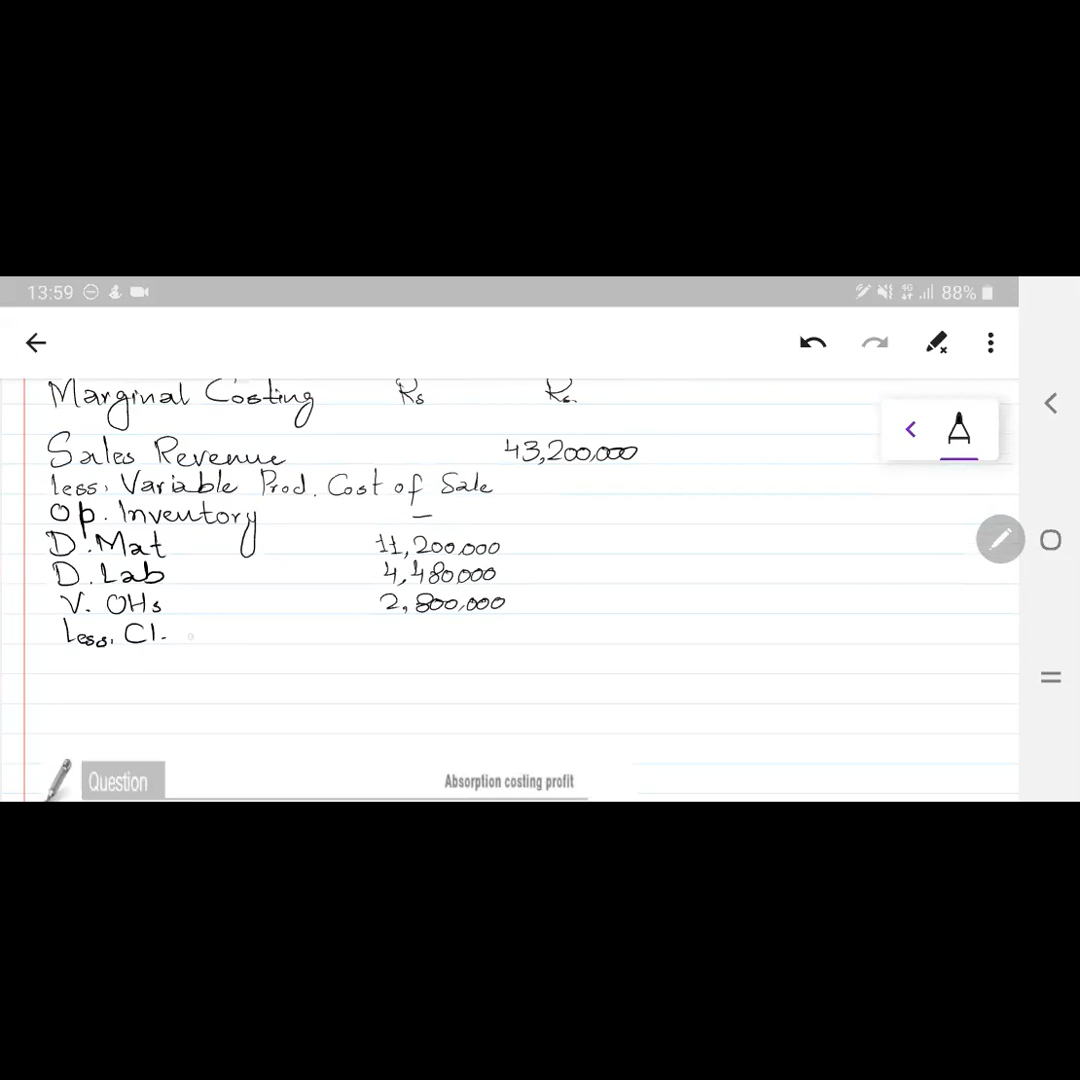 13:59 88%
Marginal Costing Rs Rs.
Sales Revenue 43,200,000
less: Variable Prod. Cost of Sale
Op. Inventory –
D. Mat 11,200,000
D. Lab 4,480,000
V. OHs 2,800,000
Less: Cl.
Question Absorption costing profit